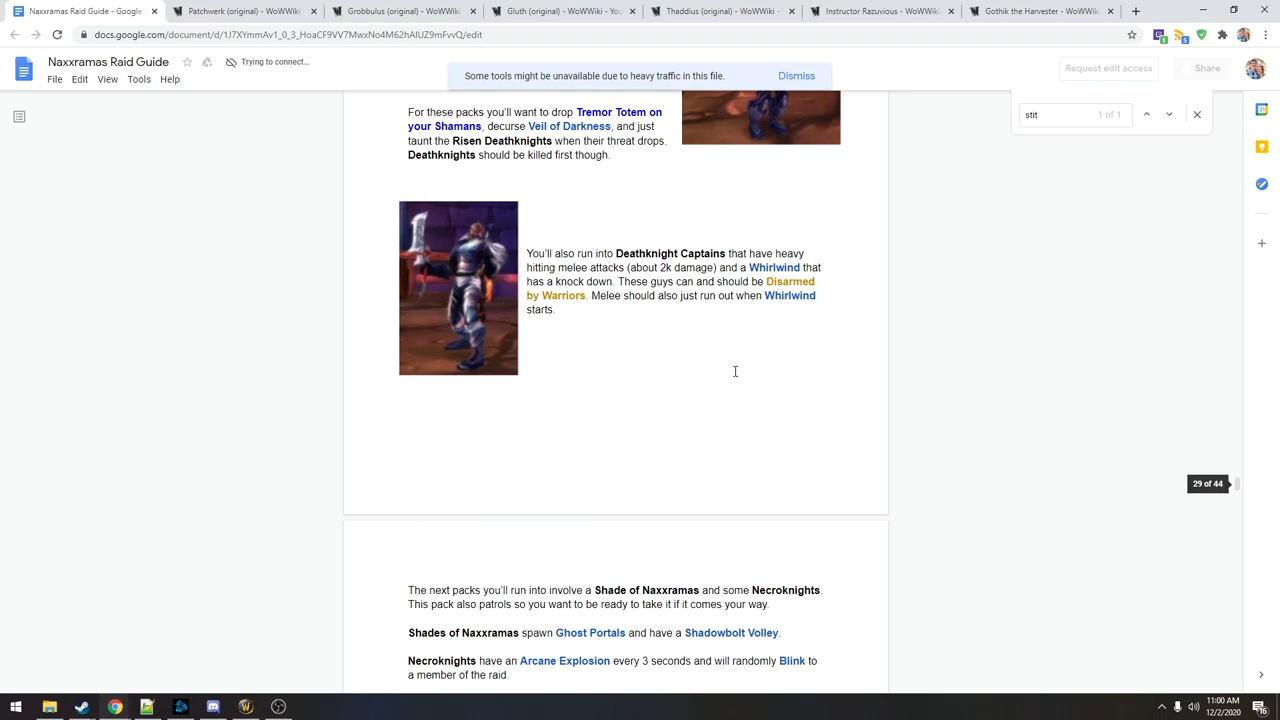 Naxxramas Raid Guide - Google
Patchwerk (original) - WoWWiki -
Grobbulus (original) - WoWWiki -
Gluth (original) - WoWWiki - You
Thaddius (original) - WoWWiki -
Instructor Razuvious - WoWWiki -
Gothik the Harvester - WoWWiki -
docs.google.com/document/d/1J7XYmmAv1_0_3_HoaCF9VV7MwxNo4M62hAIUZ9mFvvQ/edit
Naxxramas Raid Guide
Trying to connect...
File Edit View Tools Help
Some tools might be unavailable due to heavy traffic in this file. Dismiss
Request edit access
Share
stit 1 of 1
For these packs you'll want to drop Tremor Totem on
your Shamans, decurse Veil of Darkness, and just
taunt the Risen Deathknights when their threat drops.
Deathknights should be killed first though.
You'll also run into Deathknight Captains that have heavy
hitting melee attacks (about 2k damage) and a Whirlwind that
has a knock down. These guys can and should be Disarmed
by Warriors. Melee should also just run out when Whirlwind
starts.
29 of 44
The next packs you'll run into involve a Shade of Naxxramas and some Necroknights.
This pack also patrols so you want to be ready to take it if it comes your way.
Shades of Naxxramas spawn Ghost Portals and have a Shadowbolt Volley.
Necroknights have an Arcane Explosion every 3 seconds and will randomly Blink to
a member of the raid.
11:00 AM
12/2/2020